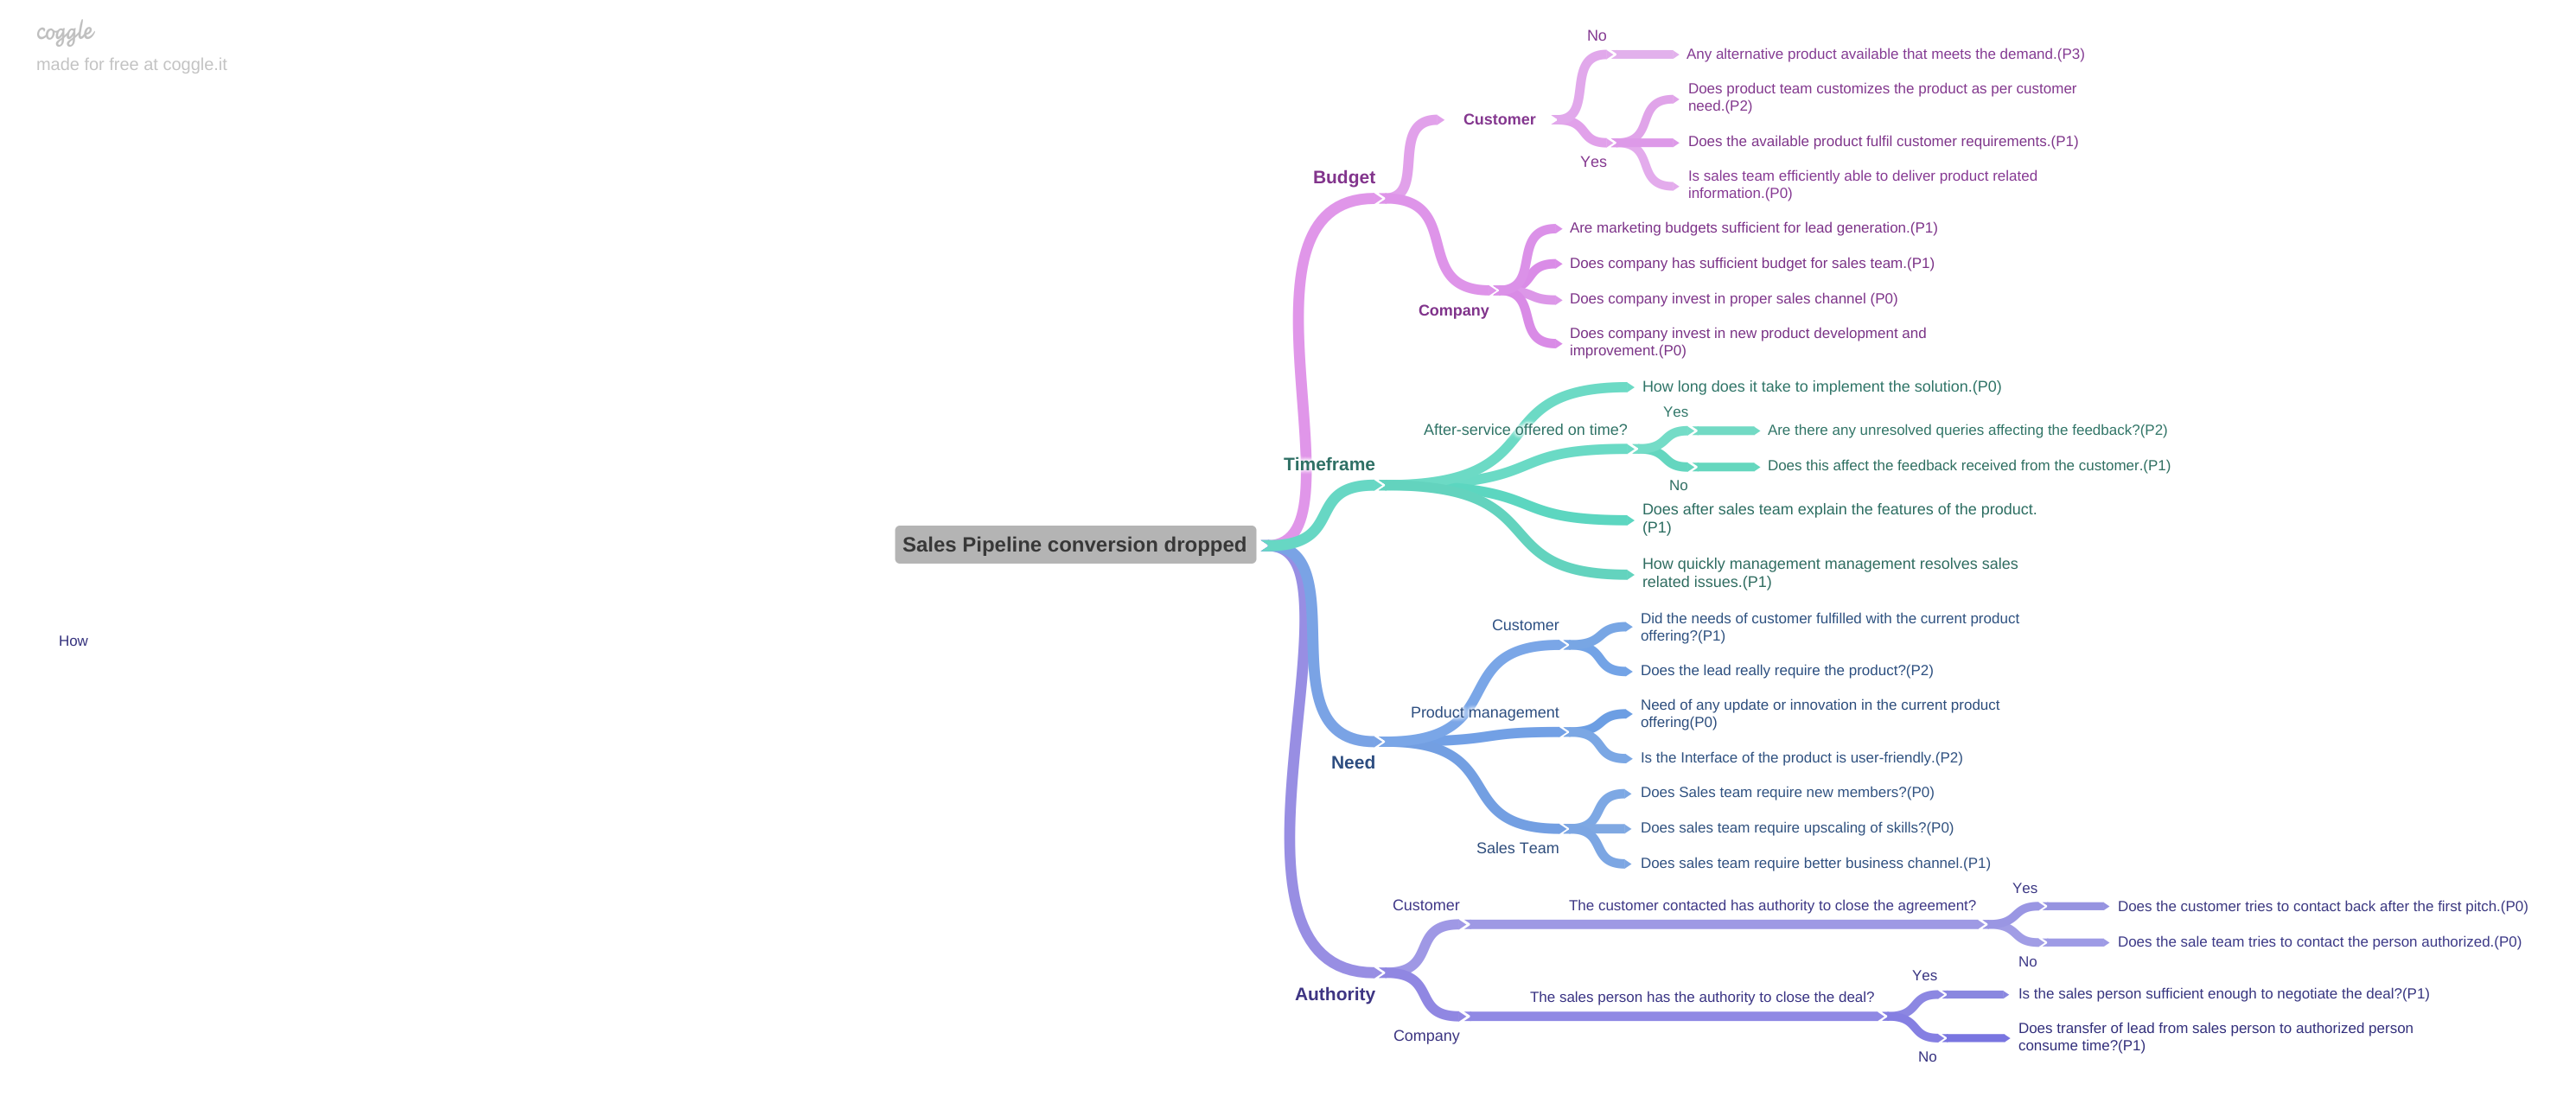 coggle
made for free at coggle.it
No
Any alternative product available that meets the demand.(P3)
Does product team customizes the product as per customer
need.(P2)
Customer
Does the available product fulfil customer requirements.(P1)
Yes
Is sales team efficiently able to deliver product related
information.(P0)
Budget
Are marketing budgets sufficient for lead generation.(P1)
Does company has sufficient budget for sales team.(P1)
Does company invest in proper sales channel (P0)
Company
Does company invest in new product development and
improvement.(P0)
How long does it take to implement the solution.(P0)
Yes
After-service offered on time?
Are there any unresolved queries affecting the feedback?(P2)
Timeframe
Does this affect the feedback received from the customer.(P1)
No
Does after sales team explain the features of the product.
(P1)
Sales Pipeline conversion dropped
How quickly management management resolves sales
related issues.(P1)
Customer
Did the needs of customer fulfilled with the current product
offering?(P1)
How
Does the lead really require the product?(P2)
Product management
Need of any update or innovation in the current product
offering(P0)
Need
Is the Interface of the product is user-friendly.(P2)
Does Sales team require new members?(P0)
Does sales team require upscaling of skills?(P0)
Sales Team
Does sales team require better business channel.(P1)
Customer
The customer contacted has authority to close the agreement?
Yes
Does the customer tries to contact back after the first pitch.(P0)
Does the sale team tries to contact the person authorized.(P0)
No
Authority
Yes
The sales person has the authority to close the deal?
Is the sales person sufficient enough to negotiate the deal?(P1)
Company
Does transfer of lead from sales person to authorized person
consume time?(P1)
No